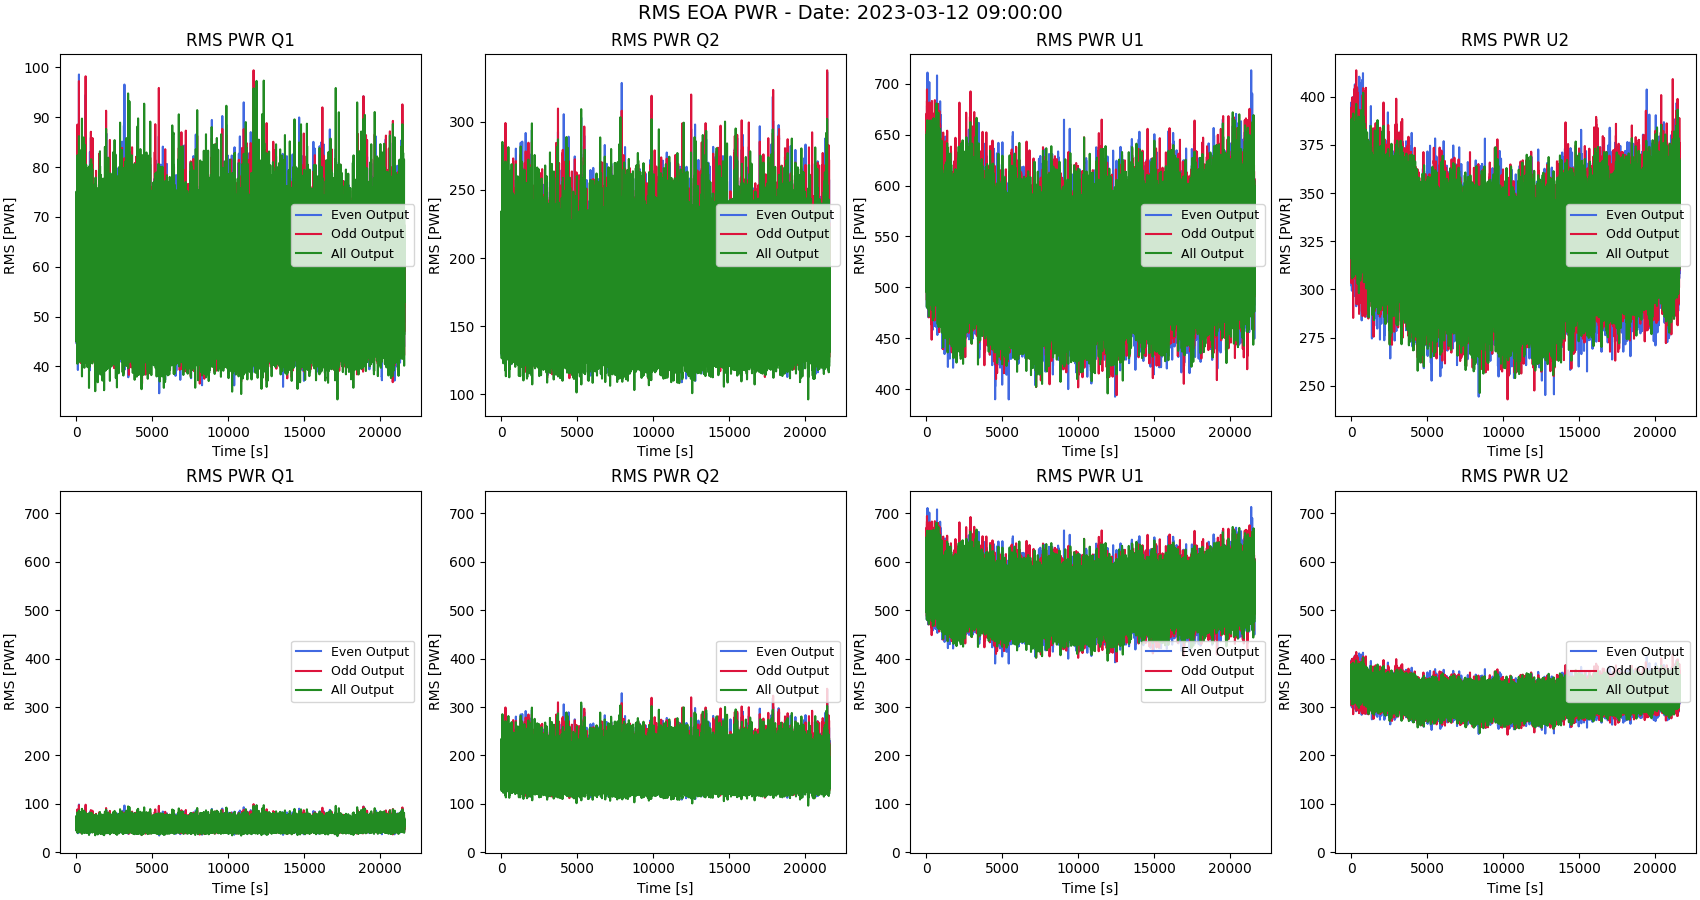 RMS EOA PWR - Date: 2023-03-12 09:00:00
RMS PWR Q1
RMS [PWR]
100
90
80
70
60
50
40
0 5000 10000 15000 20000
Time [s]
Even Output
Odd Output
All Output
RMS PWR Q2
RMS [PWR]
300
250
200
150
100
0 5000 10000 15000 20000
Time [s]
Even Output
Odd Output
All Output
RMS PWR U1
RMS [PWR]
700
650
600
550
500
450
400
0 5000 10000 15000 20000
Time [s]
Even Output
Odd Output
All Output
RMS PWR U2
RMS [PWR]
400
375
350
325
300
275
250
0 5000 10000 15000 20000
Time [s]
Even Output
Odd Output
All Output
RMS PWR Q1
RMS [PWR]
700
600
500
400
300
200
100
0
0 5000 10000 15000 20000
Time [s]
Even Output
Odd Output
All Output
RMS PWR Q2
RMS [PWR]
700
600
500
400
300
200
100
0
0 5000 10000 15000 20000
Time [s]
Even Output
Odd Output
All Output
RMS PWR U1
RMS [PWR]
700
600
500
400
300
200
100
0
0 5000 10000 15000 20000
Time [s]
Even Output
Odd Output
All Output
RMS PWR U2
RMS [PWR]
700
600
500
400
300
200
100
0
0 5000 10000 15000 20000
Time [s]
Even Output
Odd Output
All Output